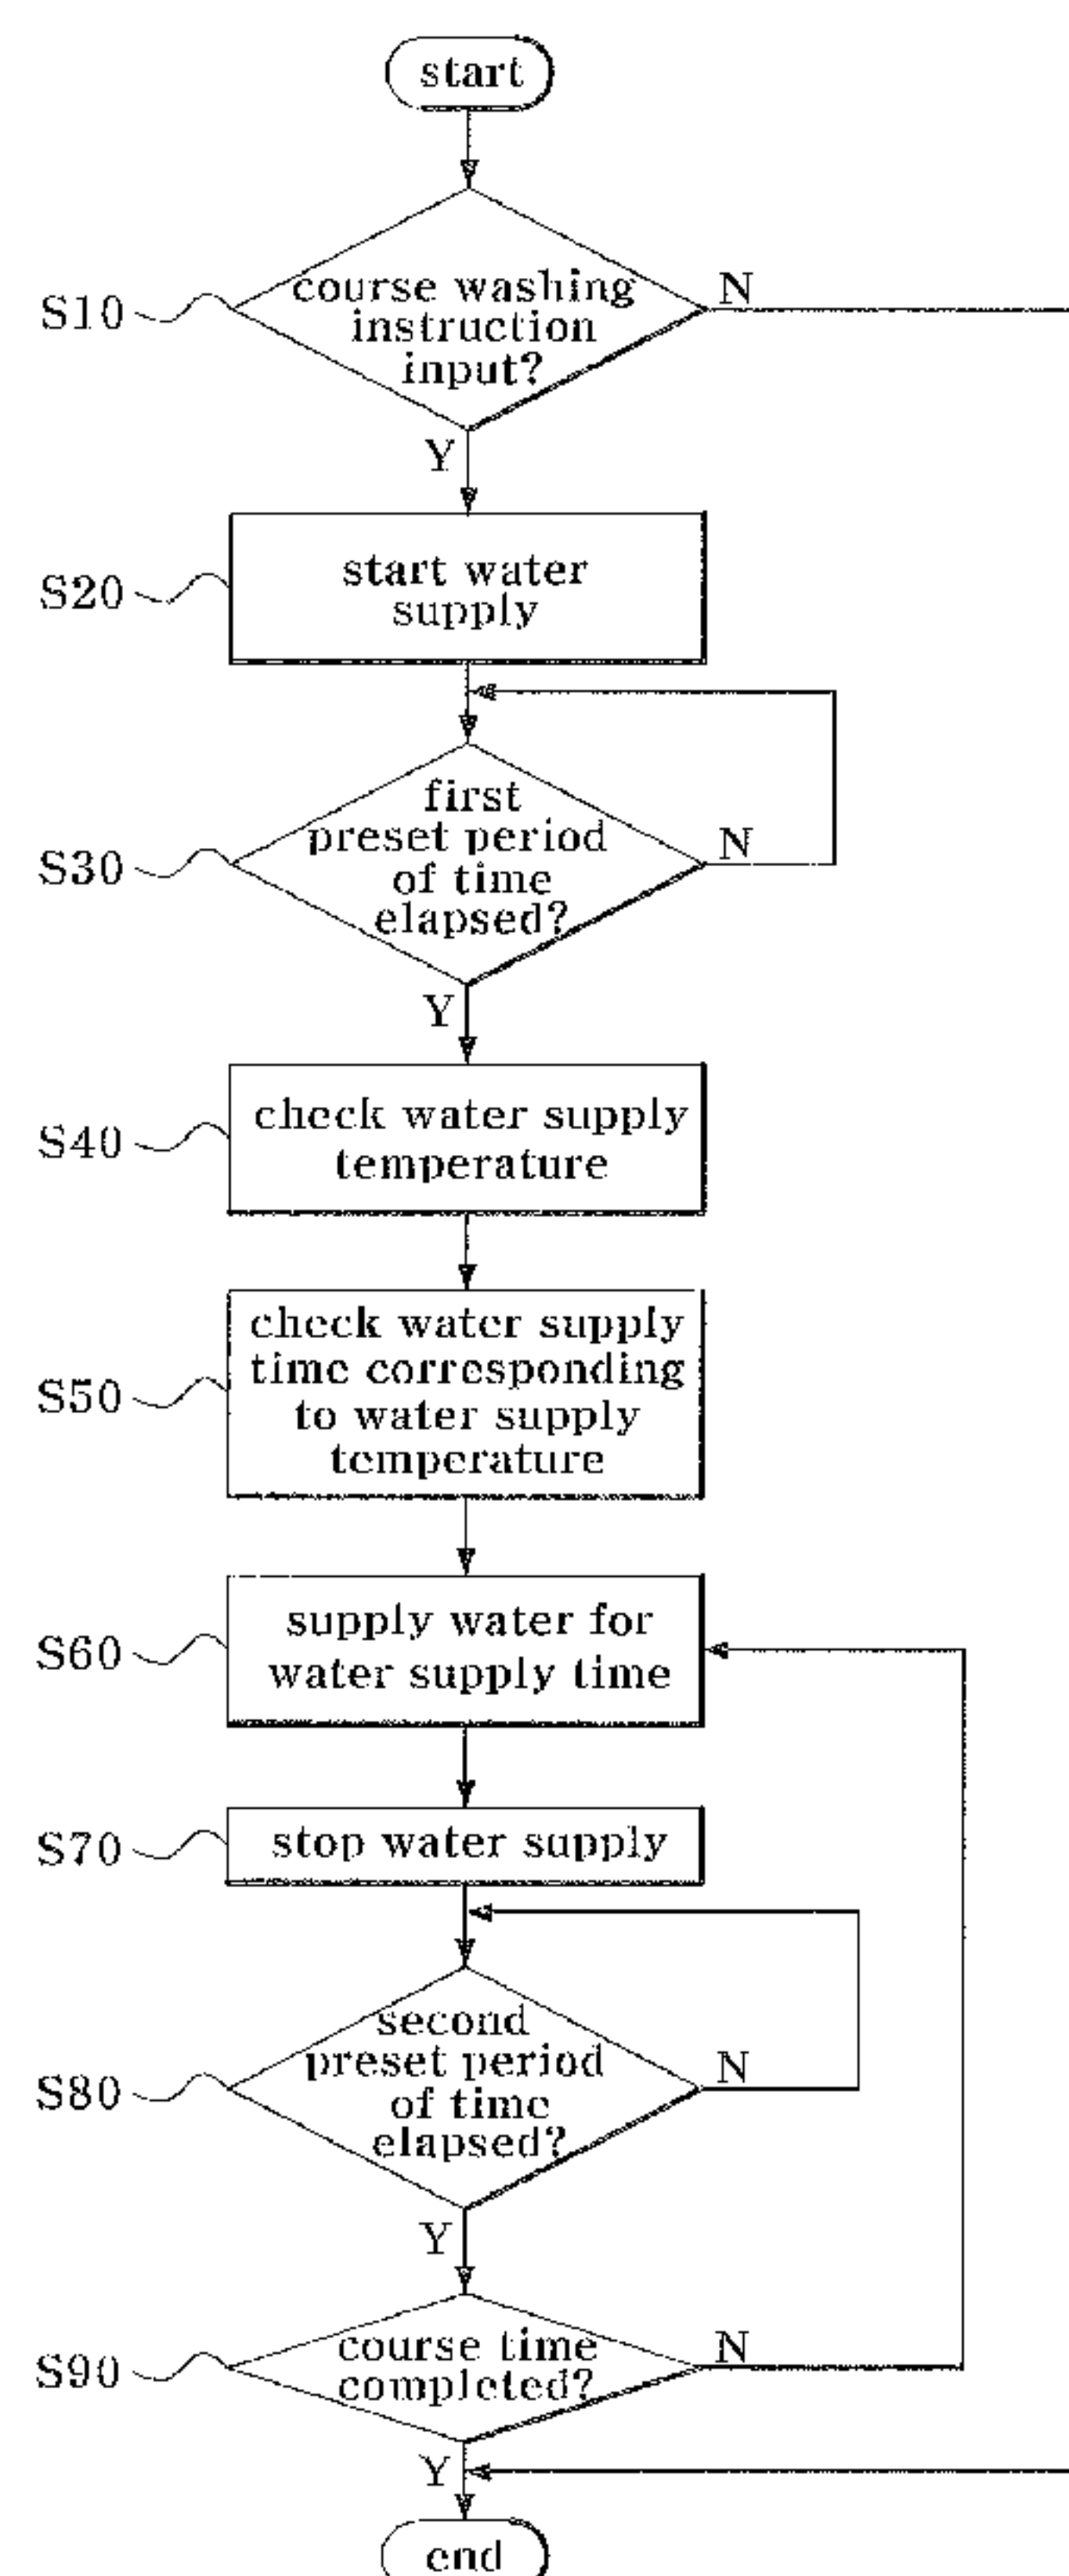 start
S10
course washing
instruction
input?
N
Y
S20
start water
supply
S30
first
preset period
of time
elapsed?
N
Y
S40
check water supply
temperature
S50
check water supply
time corresponding
to water supply
temperature
S60
supply water for
water supply time
S70
stop water supply
S80
second
preset period
of time
elapsed?
N
Y
S90
course time
completed?
N
Y
end